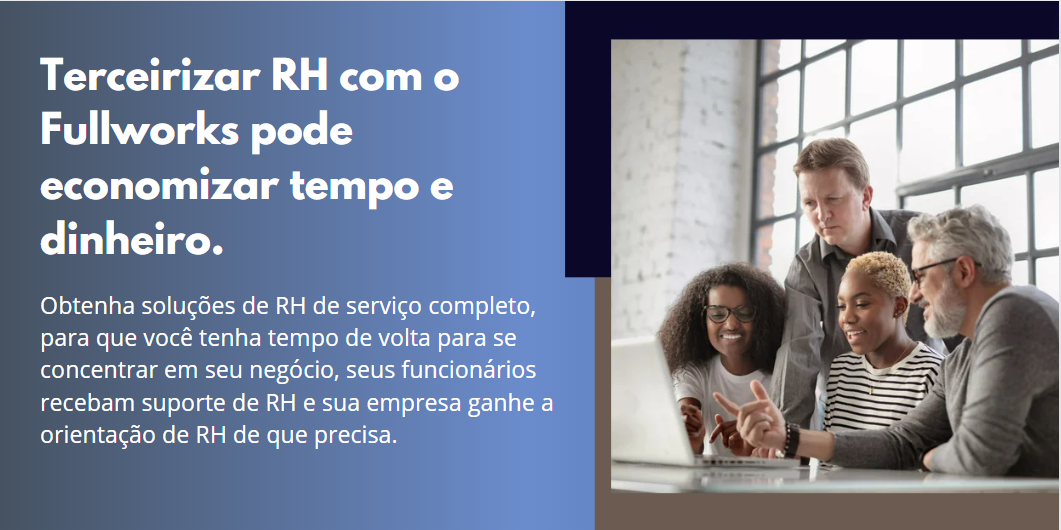 Terceirizar RH com o
Fullworks pode
economizar tempo e
dinheiro.
Obtenha soluções de RH de serviço completo,
para que você tenha tempo de volta para se
concentrar em seu negócio, seus funcionários
recebam suporte de RH e sua empresa ganhe a
orientação de RH de que precisa.